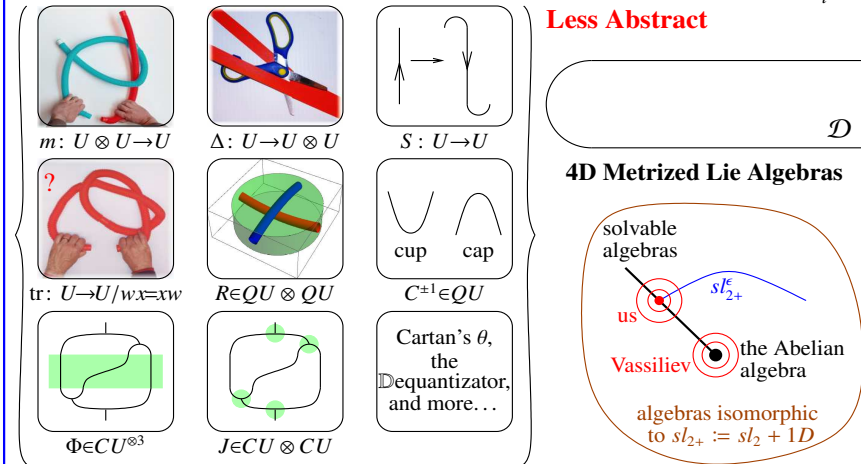 Less Abstract
m: U ⊗ U→U
Δ: U→U ⊗ U
S: U→U
𝒟
4D Metrized Lie Algebras
?
cup
cap
tr: U→U/wx=xw
R∈QU ⊗ QU
C^{±1}∈QU
solvable
algebras
sl^ϵ_{2+}
us
Vassiliev
the Abelian
algebra
algebras isomorphic
to sl_{2+} := sl_2 + 1D
Cartan's θ,
the
𝔻equantizator,
and more…
Φ∈CU^{⊗3}
J∈CU ⊗ CU